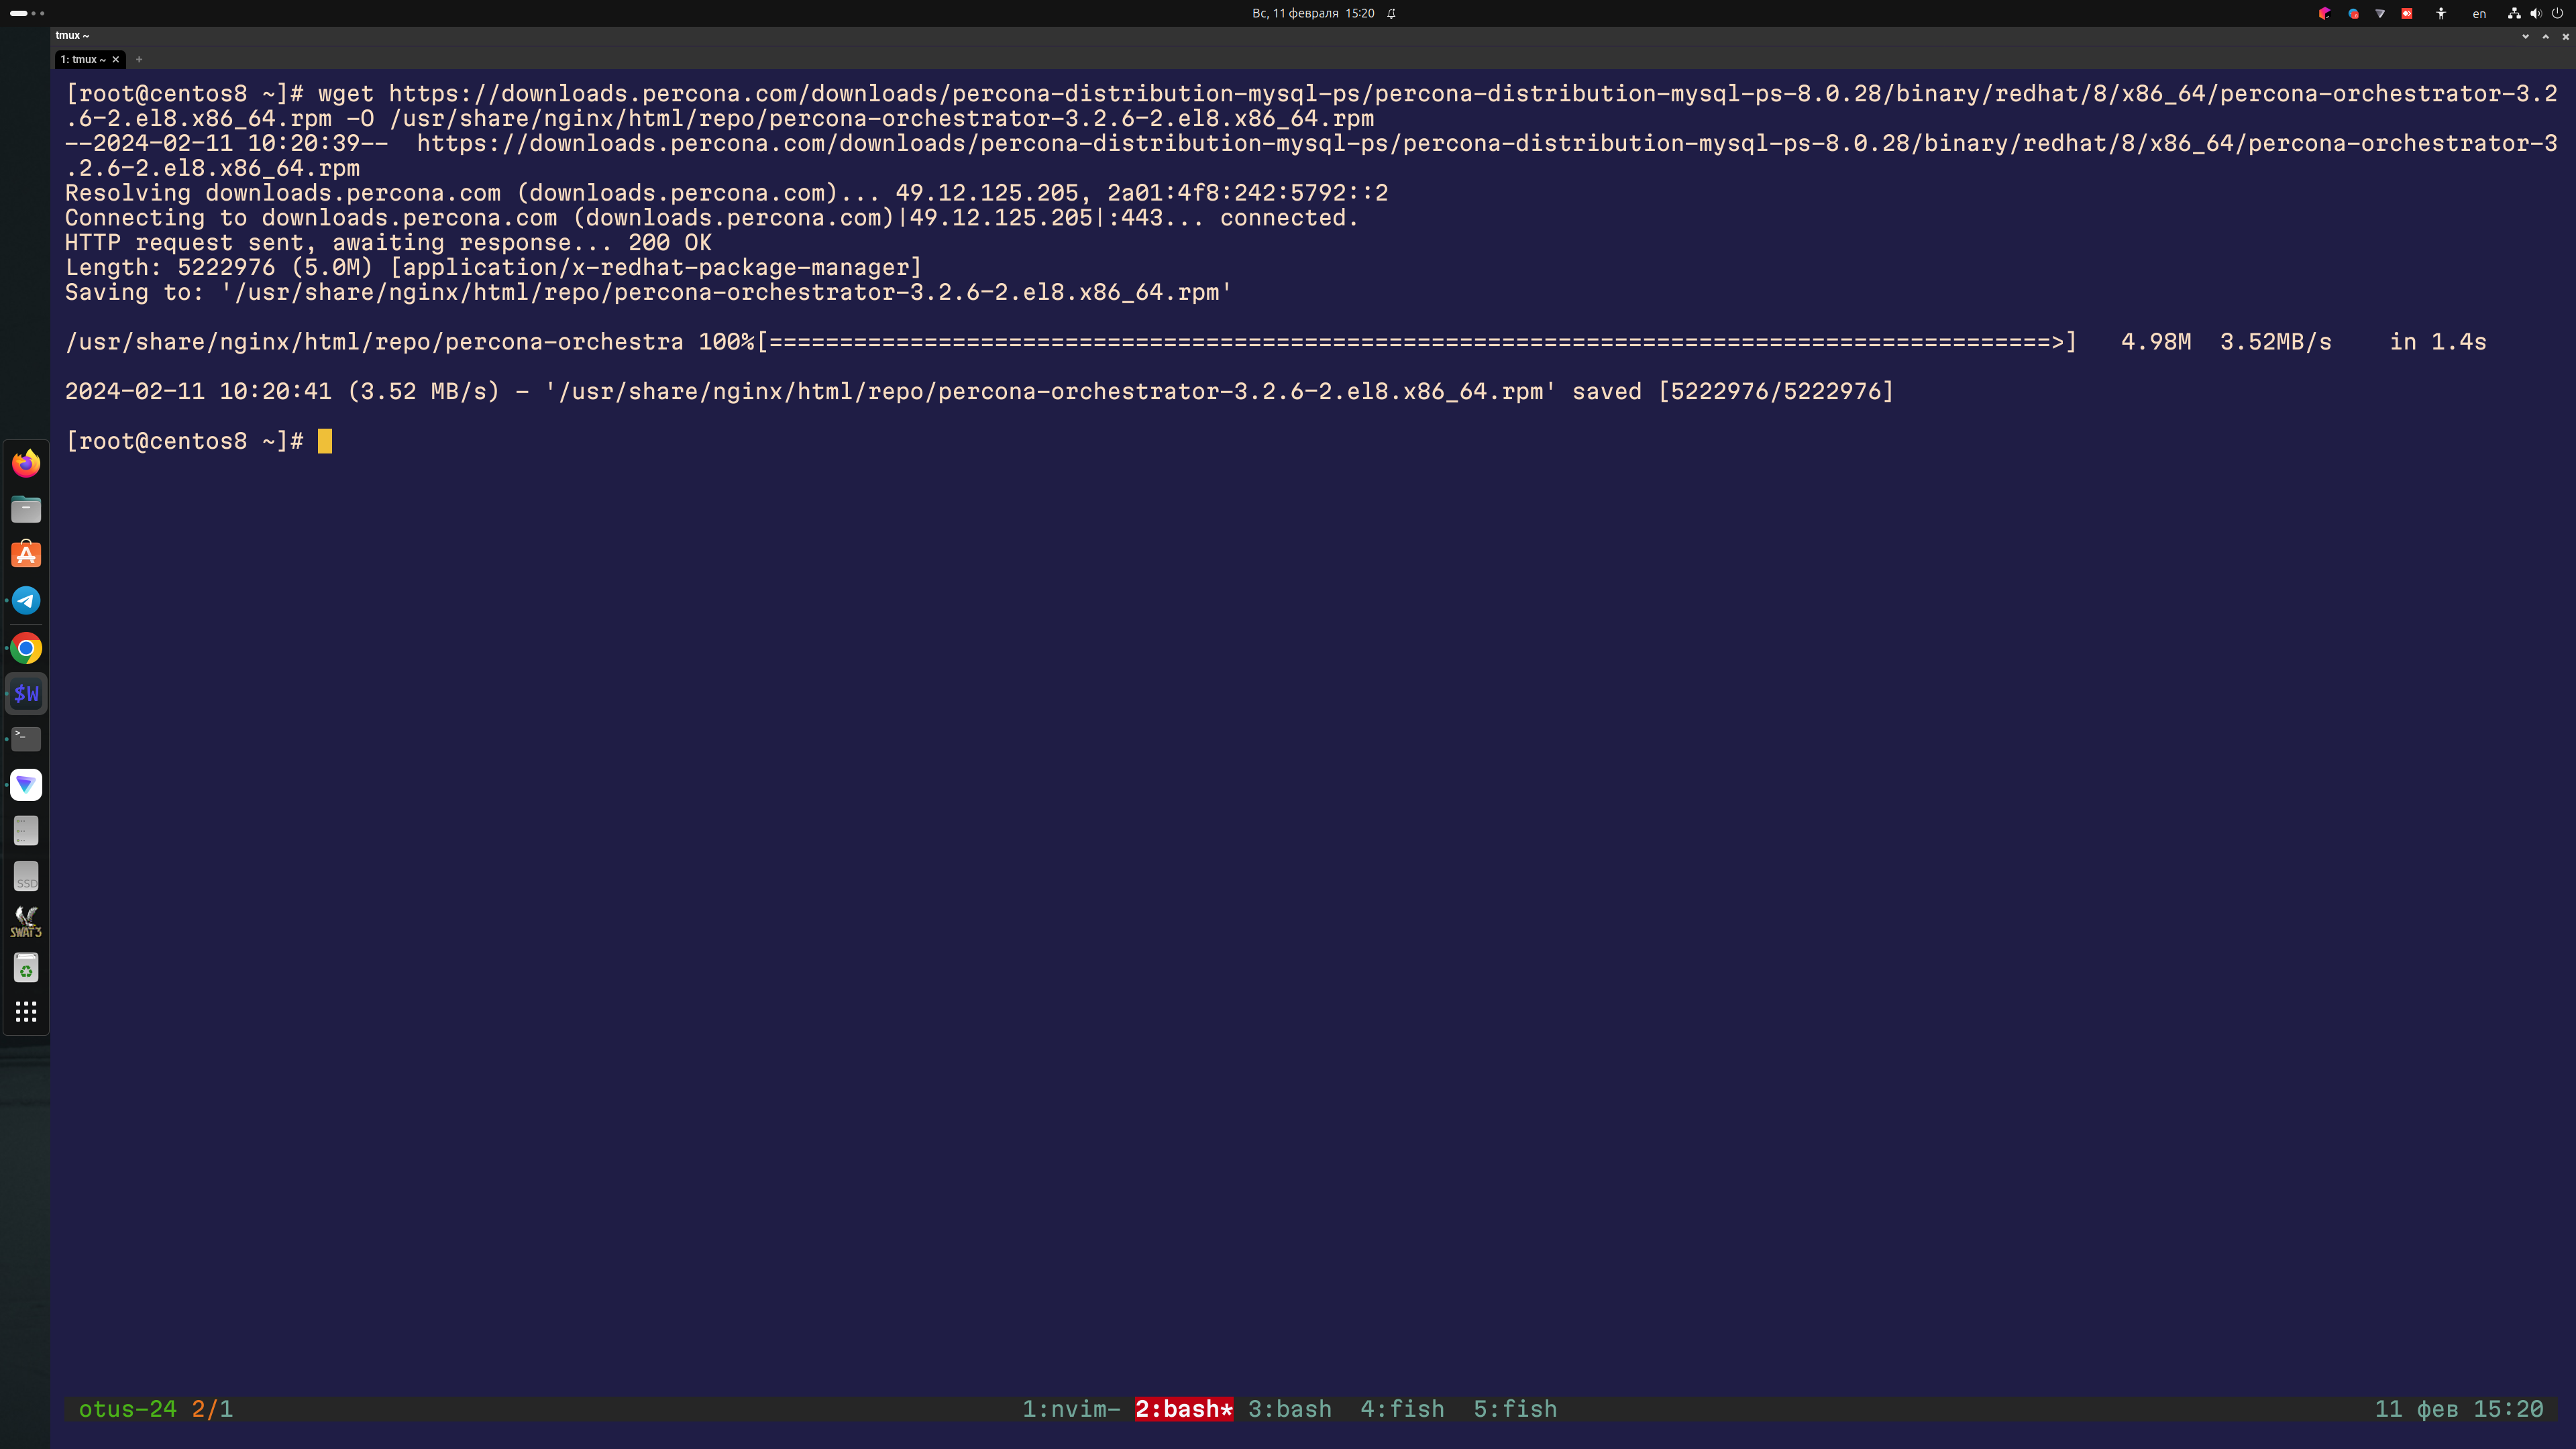 Вс, 11 февраля 15:20
en
tmux ~
1: tmux ~
[root@centos8 ~]# wget https://downloads.percona.com/downloads/percona-distribution-mysql-ps/percona-distribution-mysql-ps-8.0.28/binary/redhat/8/x86_64/percona-orchestrator-3.2
.6-2.el8.x86_64.rpm -O /usr/share/nginx/html/repo/percona-orchestrator-3.2.6-2.el8.x86_64.rpm
--2024-02-11 10:20:39--  https://downloads.percona.com/downloads/percona-distribution-mysql-ps/percona-distribution-mysql-ps-8.0.28/binary/redhat/8/x86_64/percona-orchestrator-3
.2.6-2.el8.x86_64.rpm
Resolving downloads.percona.com (downloads.percona.com)... 49.12.125.205, 2a01:4f8:242:5792::2
Connecting to downloads.percona.com (downloads.percona.com)|49.12.125.205|:443... connected.
HTTP request sent, awaiting response... 200 OK
Length: 5222976 (5.0M) [application/x-redhat-package-manager]
Saving to: '/usr/share/nginx/html/repo/percona-orchestrator-3.2.6-2.el8.x86_64.rpm'
/usr/share/nginx/html/repo/percona-orchestra 100%[===========================================================================================>]   4.98M  3.52MB/s    in 1.4s
2024-02-11 10:20:41 (3.52 MB/s) - '/usr/share/nginx/html/repo/percona-orchestrator-3.2.6-2.el8.x86_64.rpm' saved [5222976/5222976]
[root@centos8 ~]#
$W
>_
SSD
SWAT3
otus-24 2/1 1:nvim- 2:bash* 3:bash 4:fish 5:fish 11 фев 15:20